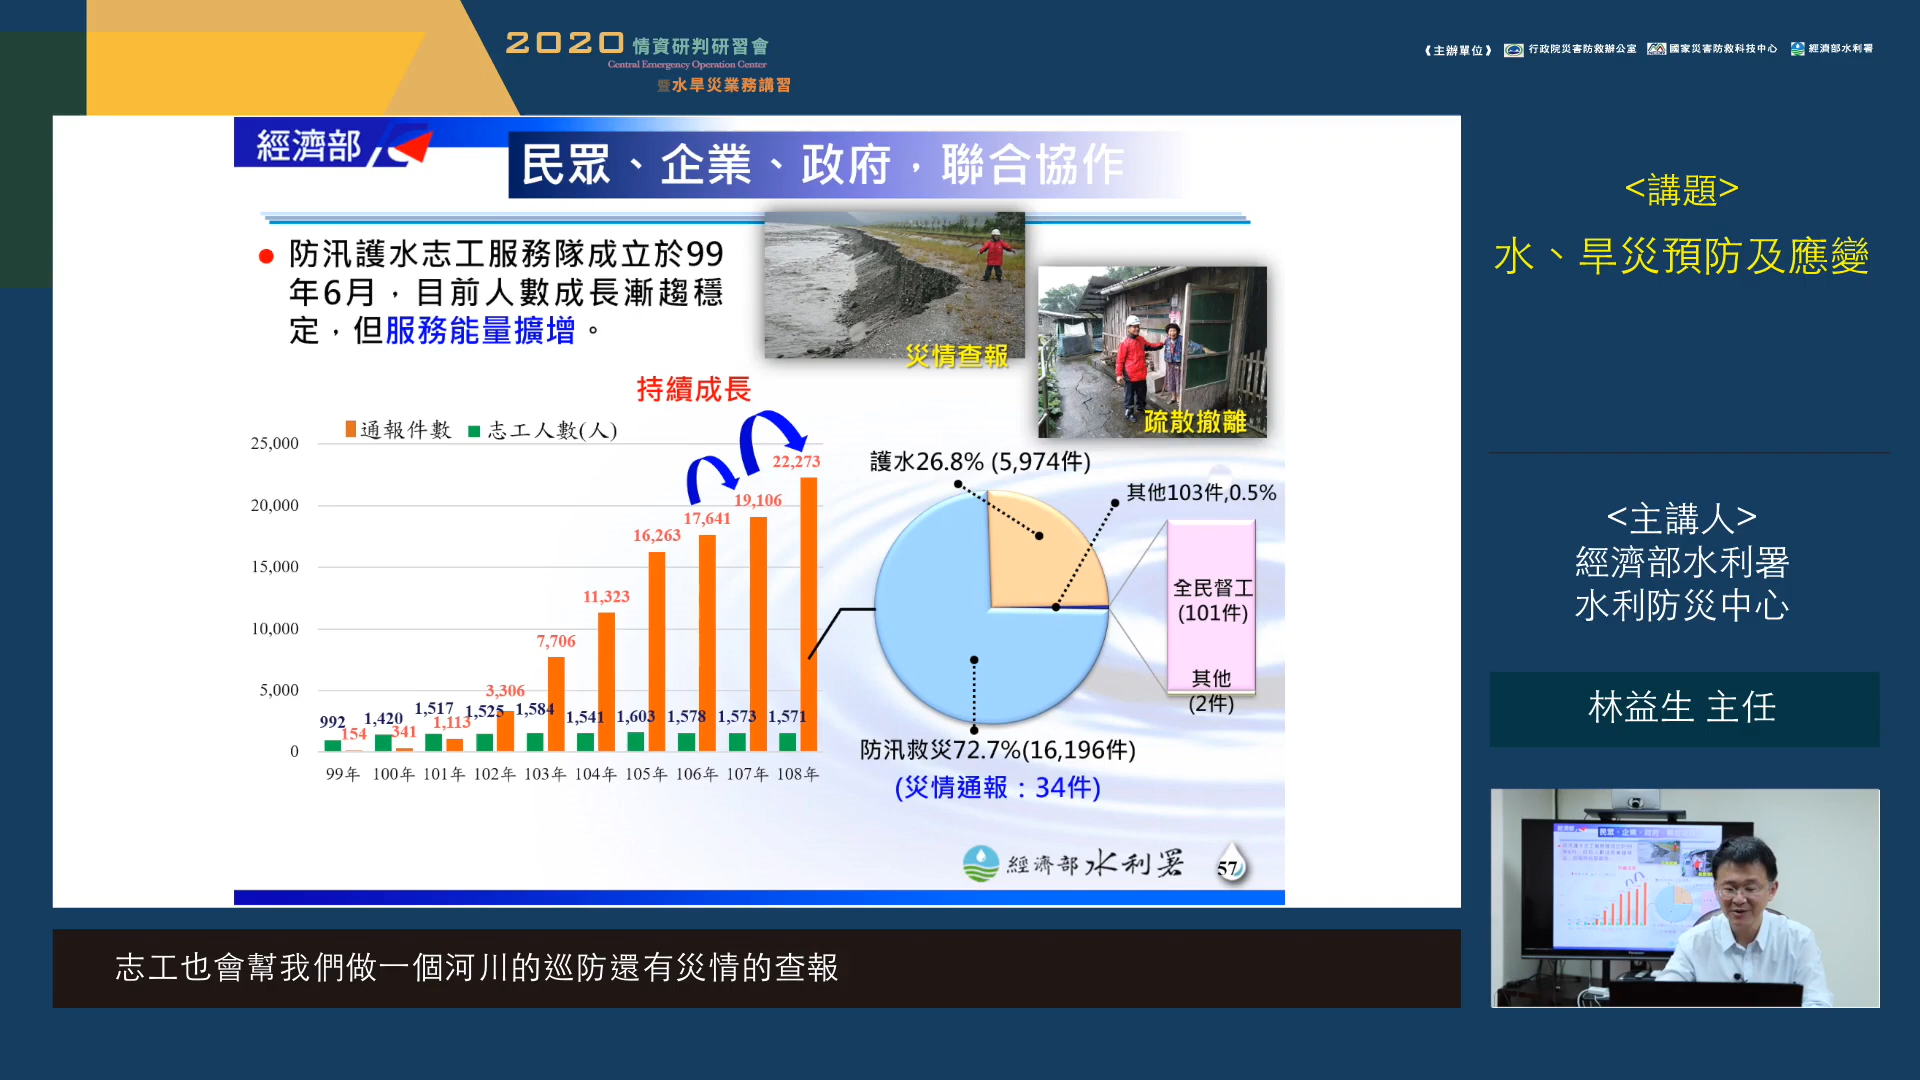 2020 情資研判研習會
Central Emergency Operation Center
暨水旱災業務講習
《主辦單位》 行政院災害防救辦公室 國家災害防救科技中心 經濟部水利署
經濟部
民眾、企業、政府，聯合協作
防汛護水志工服務隊成立於99
年6月，目前人數成長漸趨穩
定，但服務能量擴增。
災情查報
疏散撤離
持續成長
通報件數 志工人數(人)
25,000
20,000
15,000
10,000
5,000
0
992 1,420 1,517 1,525 1,584 1,541 1,603 1,578 1,573 1,571
154 341 1,113 3,306 7,706 11,323 16,263 17,641 19,106 22,273
99年 100年 101年 102年 103年 104年 105年 106年 107年 108年
護水26.8% (5,974件)
其他103件,0.5%
全民督工
(101件)
其他
(2件)
防汛救災72.7%(16,196件)
(災情通報：34件)
經濟部水利署
57
<講題>
水、旱災預防及應變
<主講人>
經濟部水利署
水利防災中心
林益生 主任
志工也會幫我們做一個河川的巡防還有災情的查報